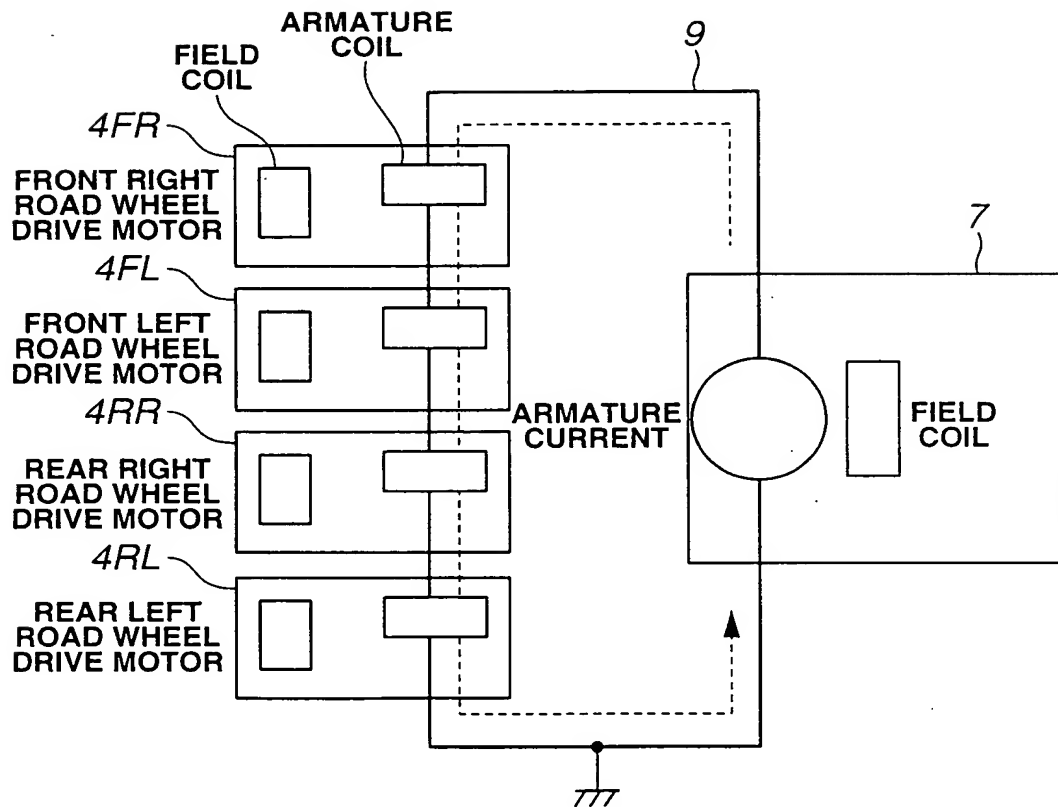 ARMATURE
COIL
9
FIELD
COIL
4FR
FRONT RIGHT
ROAD WHEEL
DRIVE MOTOR
7
4FL
FRONT LEFT
ROAD WHEEL
DRIVE MOTOR
ARMATURE
CURRENT
FIELD
COIL
4RR
REAR RIGHT
ROAD WHEEL
DRIVE MOTOR
4RL
REAR LEFT
ROAD WHEEL
DRIVE MOTOR